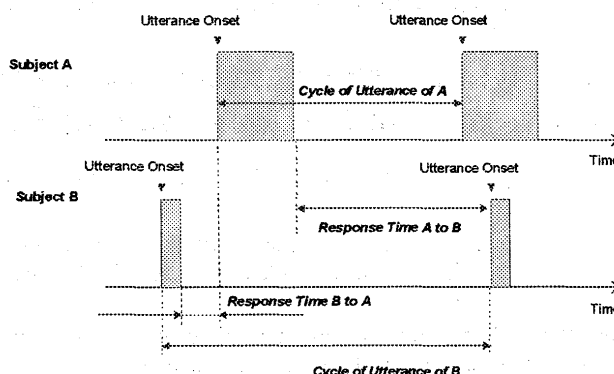 Utterance Onset Utterance Onset
Subject A
Cycle of Utterance of A
Time
Utterance Onset Utterance Onset
Subject B
Response Time A to B
Response Time B to A
Time
Cycle of Utterance of B